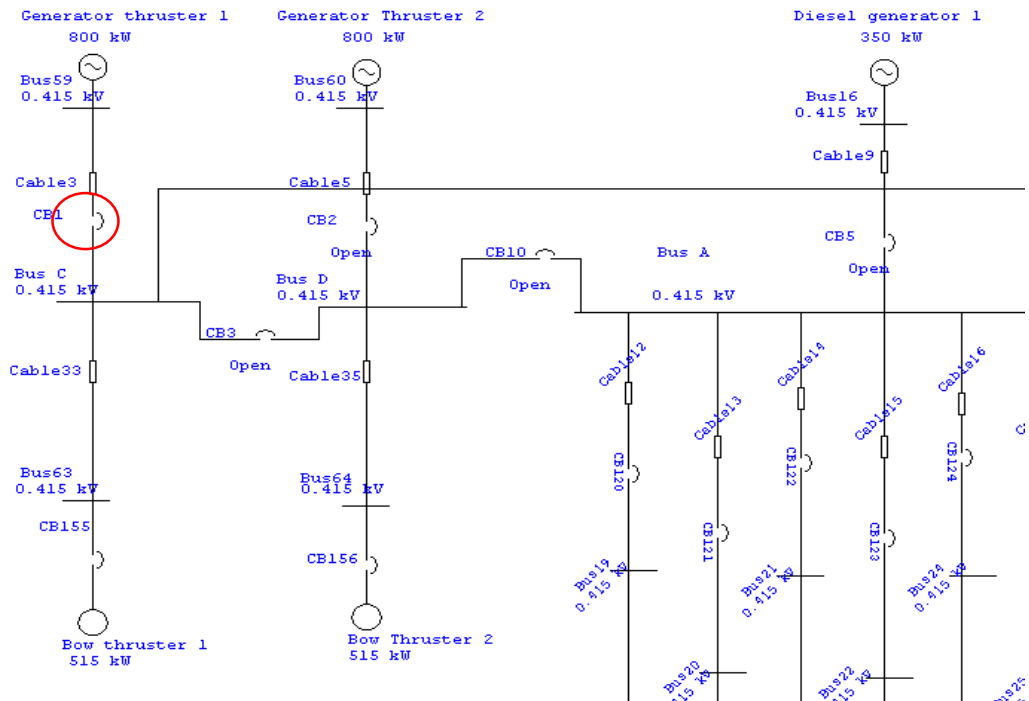 Generator thruster 1
800 kW
Generator Thruster 2
800 kW
Diesel generator 1
350 kW
Bus59
0.415 kV
Bus60
0.415 kV
Bus16
0.415 kV
Cable9
Cable3
Cable5
CB1
CB2
Open
CB5
Open
CB10
Open
Bus A
0.415 kV
Bus C
0.415 kV
Bus D
0.415 kV
CB3
Open
Cable33
Cable35
Cable12
Cable13
Cable14
Cable15
Cable16
CB120
CB121
CB122
CB123
CB124
Bus63
0.415 kV
Bus64
0.415 kV
CB155
CB156
Bus19
0.415 kV
Bus21
0.415 kV
Bus24
0.415 kV
Bus20
Bus22
Bus25
Bow thruster 1
515 kW
Bow Thruster 2
515 kW